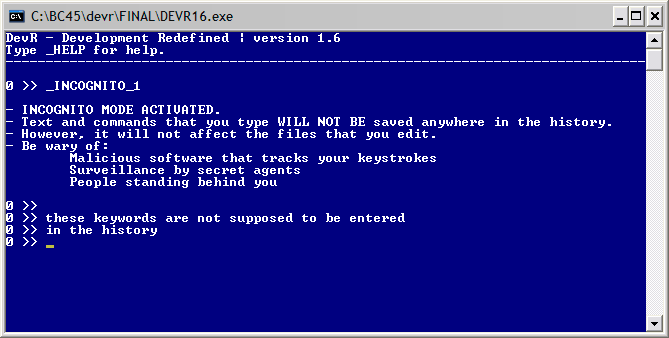 C:\BC45\devr\FINAL\DEVR16.exe
DevR - Development Redefined ¦ version 1.6
Type _HELP for help.
--------------------------------------------------------------------------------
0 >> _INCOGNITO_1
- INCOGNITO MODE ACTIVATED.
- Text and commands that you type WILL NOT BE saved anywhere in the history.
- However, it will not affect the files that you edit.
- Be wary of:
Malicious software that tracks your keystrokes
Surveillance by secret agents
People standing behind you
0 >>
0 >> these keywords are not supposed to be entered
0 >> in the history
0 >> _